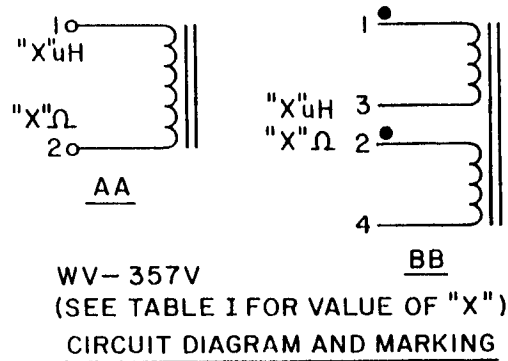 1
"X"uH
"X"Ω
2
AA
1
"X"uH 3
"X"Ω 2
4
BB
WV-357V
(SEE TABLE I FOR VALUE OF "X")
CIRCUIT DIAGRAM AND MARKING